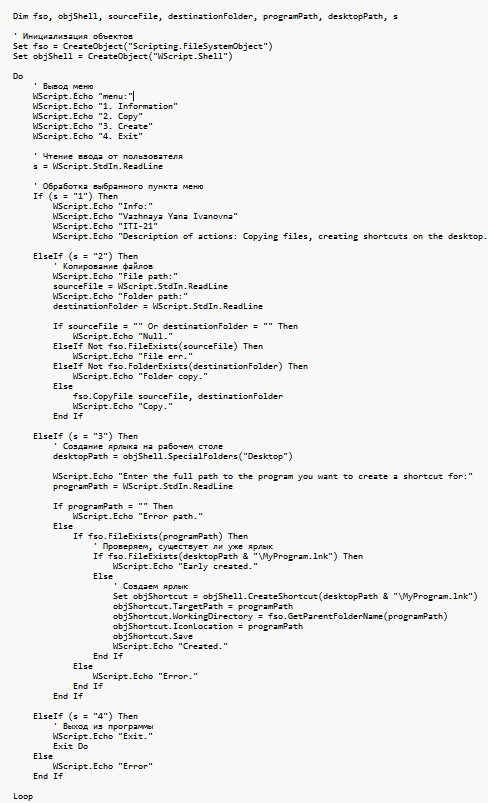 Dim fso, objShell, sourceFile, destinationFolder, programPath, desktopPath, s
' Инициализация объектов
Set fso = CreateObject("Scripting.FileSystemObject")
Set objShell = CreateObject("WScript.Shell")
Do
' Вывод меню
WScript.Echo "menu:"
WScript.Echo "1. Information"
WScript.Echo "2. Copy"
WScript.Echo "3. Create"
WScript.Echo "4. Exit"
' Чтение ввода от пользователя
s = WScript.StdIn.ReadLine
' Обработка выбранного пункта меню
If (s = "1") Then
WScript.Echo "Info:"
WScript.Echo "Vazhnaya Yana Ivanovna"
WScript.Echo "ITI-21"
WScript.Echo "Description of actions: Copying files, creating shortcuts on the desktop.
ElseIf (s = "2") Then
' Копирование файлов
WScript.Echo "File path:"
sourceFile = WScript.StdIn.ReadLine
WScript.Echo "Folder path:"
destinationFolder = WScript.StdIn.ReadLine
If sourceFile = "" Or destinationFolder = "" Then
WScript.Echo "Null."
ElseIf Not fso.FileExists(sourceFile) Then
WScript.Echo "File err."
ElseIf Not fso.FolderExists(destinationFolder) Then
WScript.Echo "Folder copy."
Else
fso.CopyFile sourceFile, destinationFolder
WScript.Echo "Copy."
End If
ElseIf (s = "3") Then
' Создание ярлыка на рабочем столе
desktopPath = objShell.SpecialFolders("Desktop")
WScript.Echo "Enter the full path to the program you want to create a shortcut for:"
programPath = WScript.StdIn.ReadLine
If programPath = "" Then
WScript.Echo "Error path."
Else
If fso.FileExists(programPath) Then
' Проверяем, существует ли уже ярлык
If fso.FileExists(desktopPath & "\MyProgram.lnk") Then
WScript.Echo "Early created."
Else
' Создаем ярлык
Set objShortcut = objShell.CreateShortcut(desktopPath & "\MyProgram.lnk")
objShortcut.TargetPath = programPath
objShortcut.WorkingDirectory = fso.GetParentFolderName(programPath)
objShortcut.IconLocation = programPath
objShortcut.Save
WScript.Echo "Created."
End If
Else
WScript.Echo "Error."
End If
End If
ElseIf (s = "4") Then
' Выход из программы
WScript.Echo "Exit."
Exit Do
Else
WScript.Echo "Error"
End If
Loop